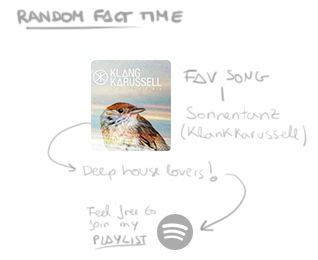 RANDOM FACT TIME
KLANG
KARUSSELL
FAV SONG
Sonnentanz
(Klankkarussell)
Deep house lovers!
Feel free to
join my
PLAYLIST